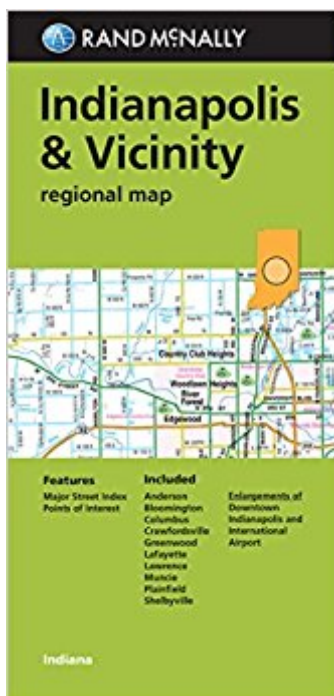 RAND McNALLY
Indianapolis
& Vicinity
regional map
Country Club Heights
Woodlawn Heights
River
Forest
Edgewood
Features
Major Street Index
Points of Interest
Included
Anderson
Bloomington
Columbus
Crawfordsville
Greenwood
Lafayette
Lawrence
Muncie
Plainfield
Shelbyville
Enlargements of
Downtown
Indianapolis and
International
Airport
Indiana